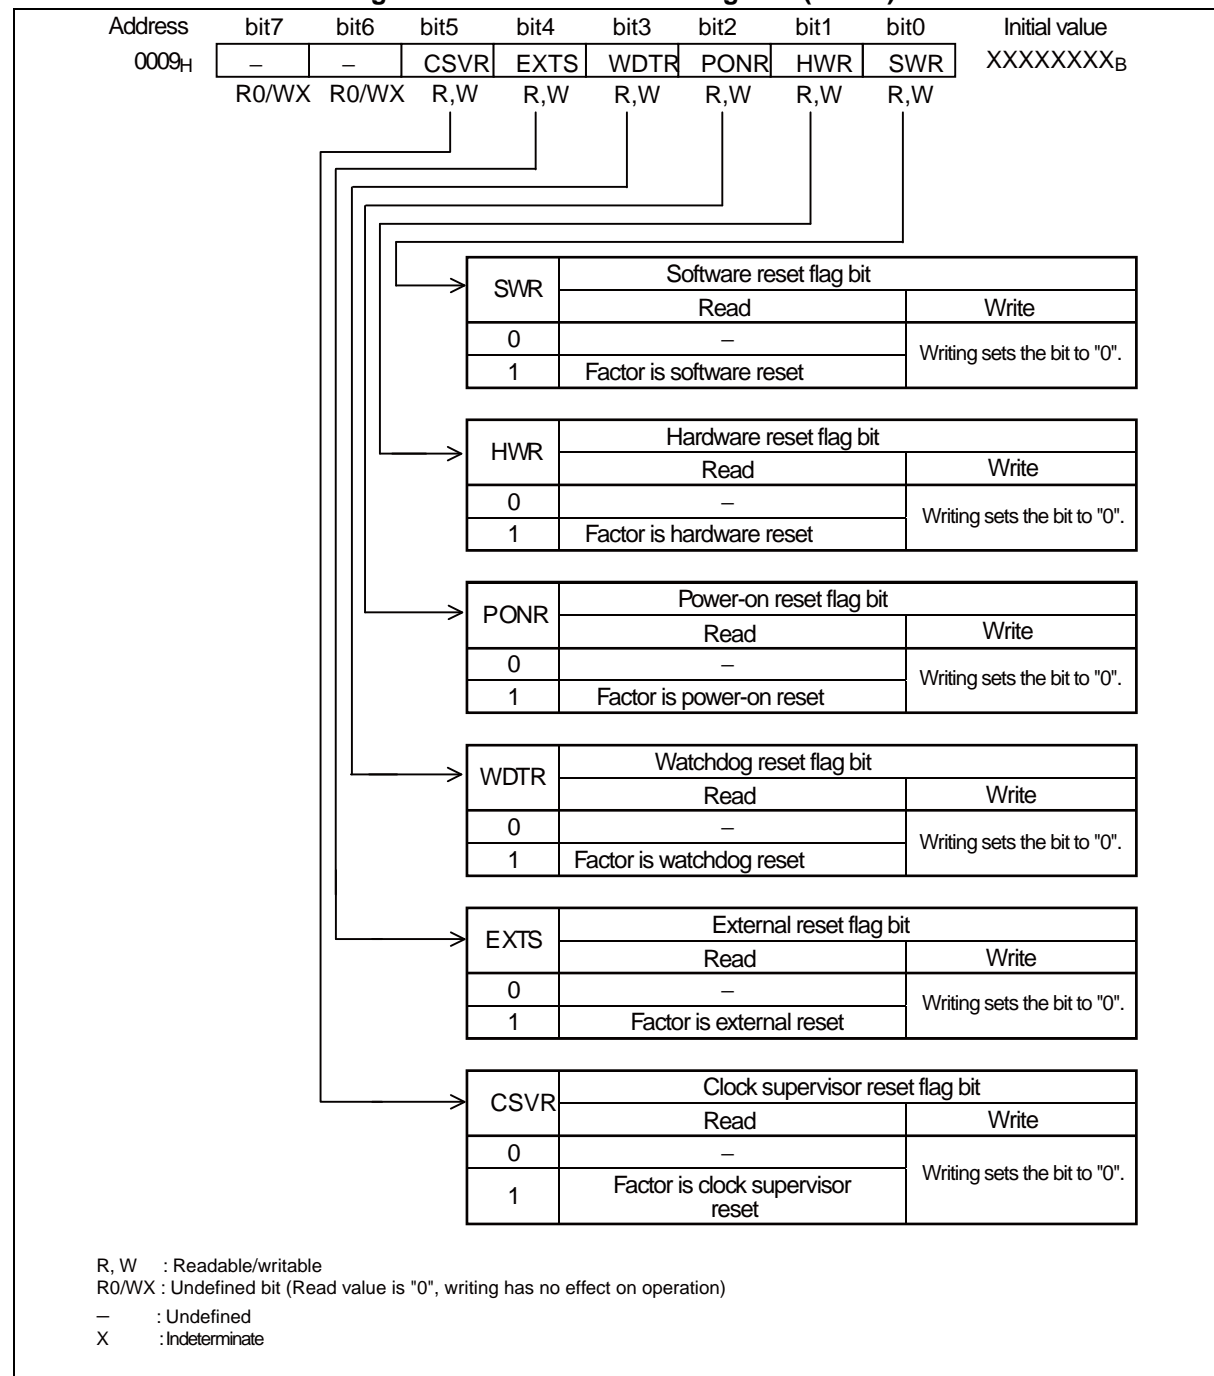 Address bit7 bit6 bit5 bit4 bit3 bit2 bit1 bit0 Initial value
0009H – – CSVR EXTS WDTR PONR HWR SWR XXXXXXXXB
R0/WX R0/WX R,W R,W R,W R,W R,W R,W
SWR Software reset flag bit
Read Write
0 – Writing sets the bit to "0".
1 Factor is software reset
HWR Hardware reset flag bit
Read Write
0 – Writing sets the bit to "0".
1 Factor is hardware reset
PONR Power-on reset flag bit
Read Write
0 – Writing sets the bit to "0".
1 Factor is power-on reset
WDTR Watchdog reset flag bit
Read Write
0 – Writing sets the bit to "0".
1 Factor is watchdog reset
EXTS External reset flag bit
Read Write
0 – Writing sets the bit to "0".
1 Factor is external reset
CSVR Clock supervisor reset flag bit
Read Write
0 – Writing sets the bit to "0".
1 Factor is clock supervisor
reset
R, W : Readable/writable
R0/WX : Undefined bit (Read value is "0", writing has no effect on operation)
– : Undefined
X : Indeterminate